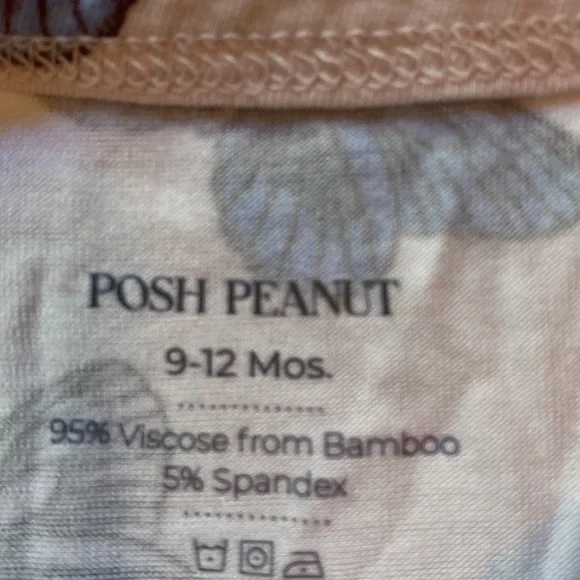 POSH PEANUT
9-12 Mos.
95% Viscose from Bamboo
5% Spandex